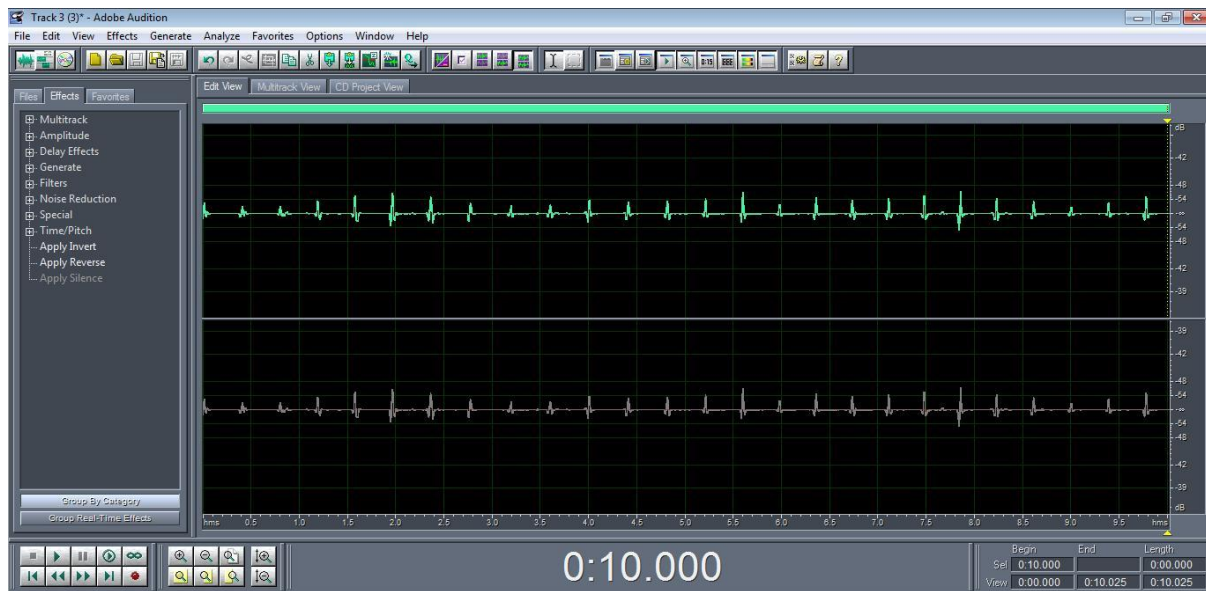 Track 3 (3)* - Adobe Audition
File Edit View Effects Generate Analyze Favorites Options Window Help
Files Effects Favorites
Edit View Multitrack View CD Project View
Multitrack
Amplitude
Delay Effects
Generate
Filters
Noise Reduction
Special
Time/Pitch
Apply Invert
Apply Reverse
Apply Silence
dB
-42
-48
-54
-∞
-54
-48
-42
-39
-39
-42
-48
-54
-∞
-54
-48
-42
-39
dB
Group By Category
Group Real-Time Effects
hms 0.5 1.0 1.5 2.0 2.5 3.0 3.5 4.0 4.5 5.0 5.5 6.0 6.5 7.0 7.5 8.0 8.5 9.0 9.5 hms
0:10.000
Begin End Length
Sel 0:10.000 0:00.000
View 0:00.000 0:10.025 0:10.025